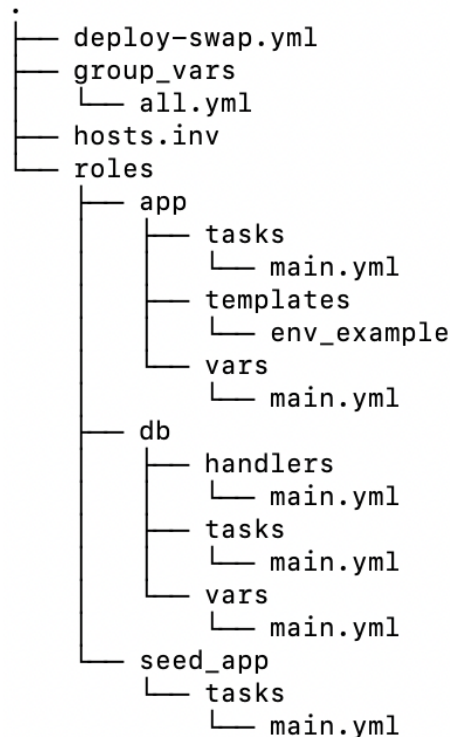 .
├── deploy-swap.yml
├── group_vars
│   └── all.yml
├── hosts.inv
└── roles
    ├── app
    │   ├── tasks
    │   │   └── main.yml
    │   ├── templates
    │   │   └── env_example
    │   └── vars
    │       └── main.yml
    ├── db
    │   ├── handlers
    │   │   └── main.yml
    │   ├── tasks
    │   │   └── main.yml
    │   └── vars
    │       └── main.yml
    └── seed_app
        └── tasks
            └── main.yml